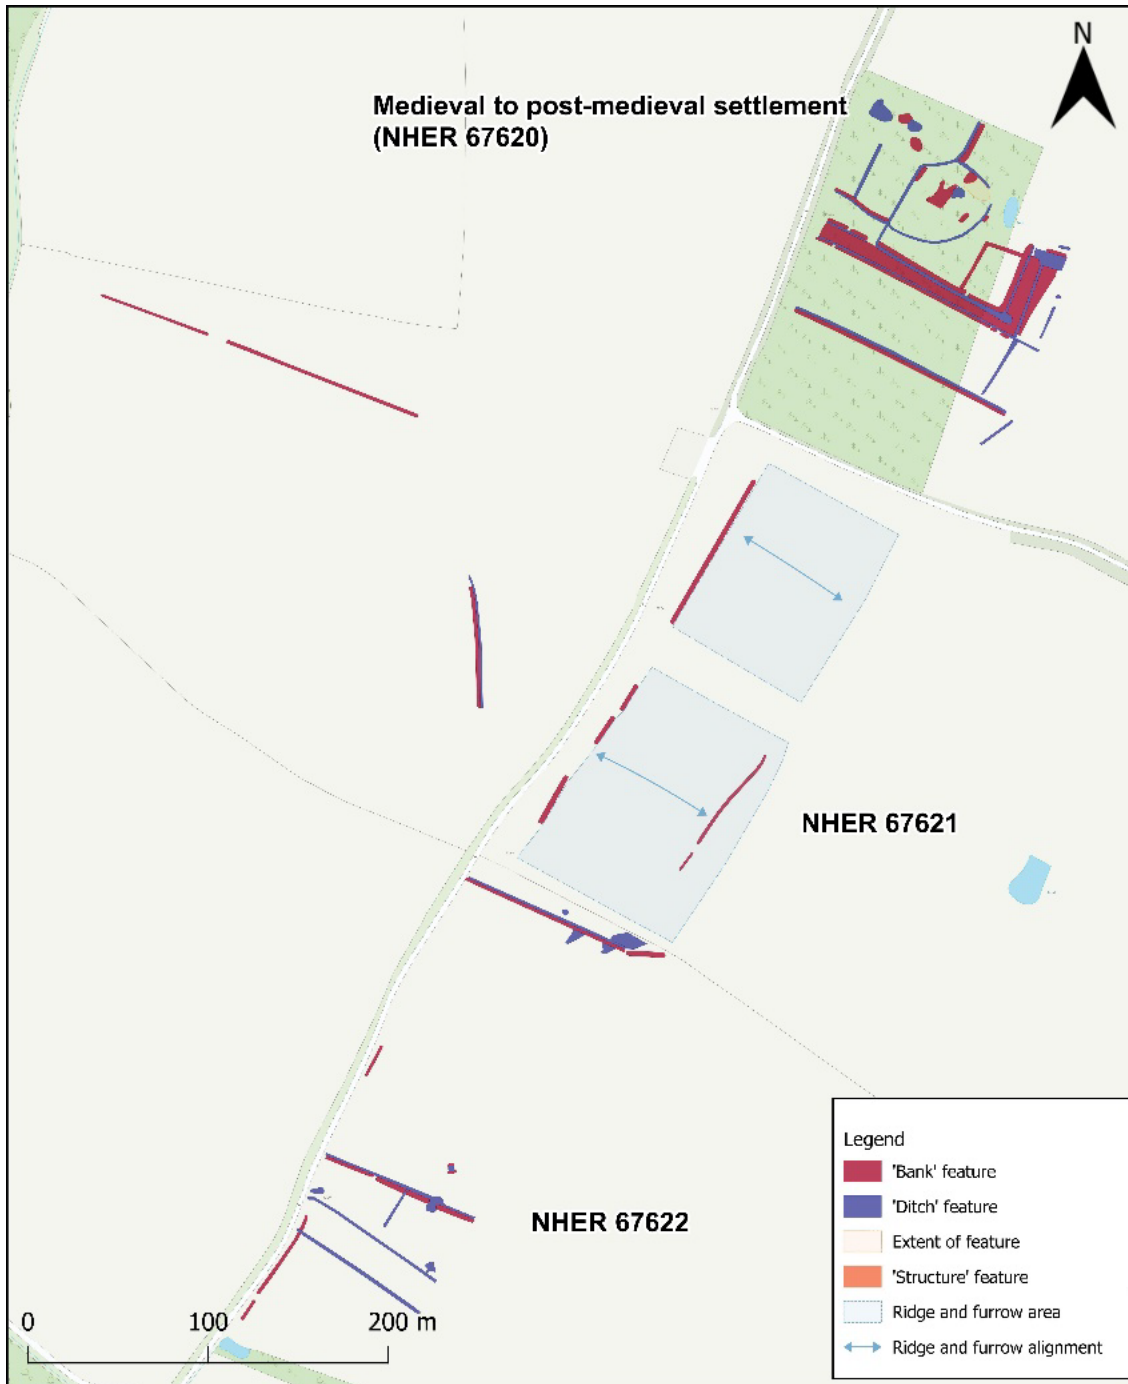 N
Medieval to post-medieval settlement
(NHER 67620)
NHER 67621
NHER 67622
0 100 200 m
Legend
'Bank' feature
'Ditch' feature
Extent of feature
'Structure' feature
Ridge and furrow area
Ridge and furrow alignment